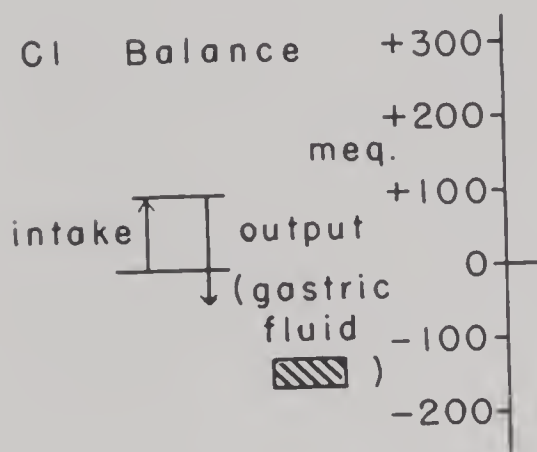 Cl Balance
+300
+200
meq.
+100
intake
output
0
(gastric
fluid
-100
)
-200